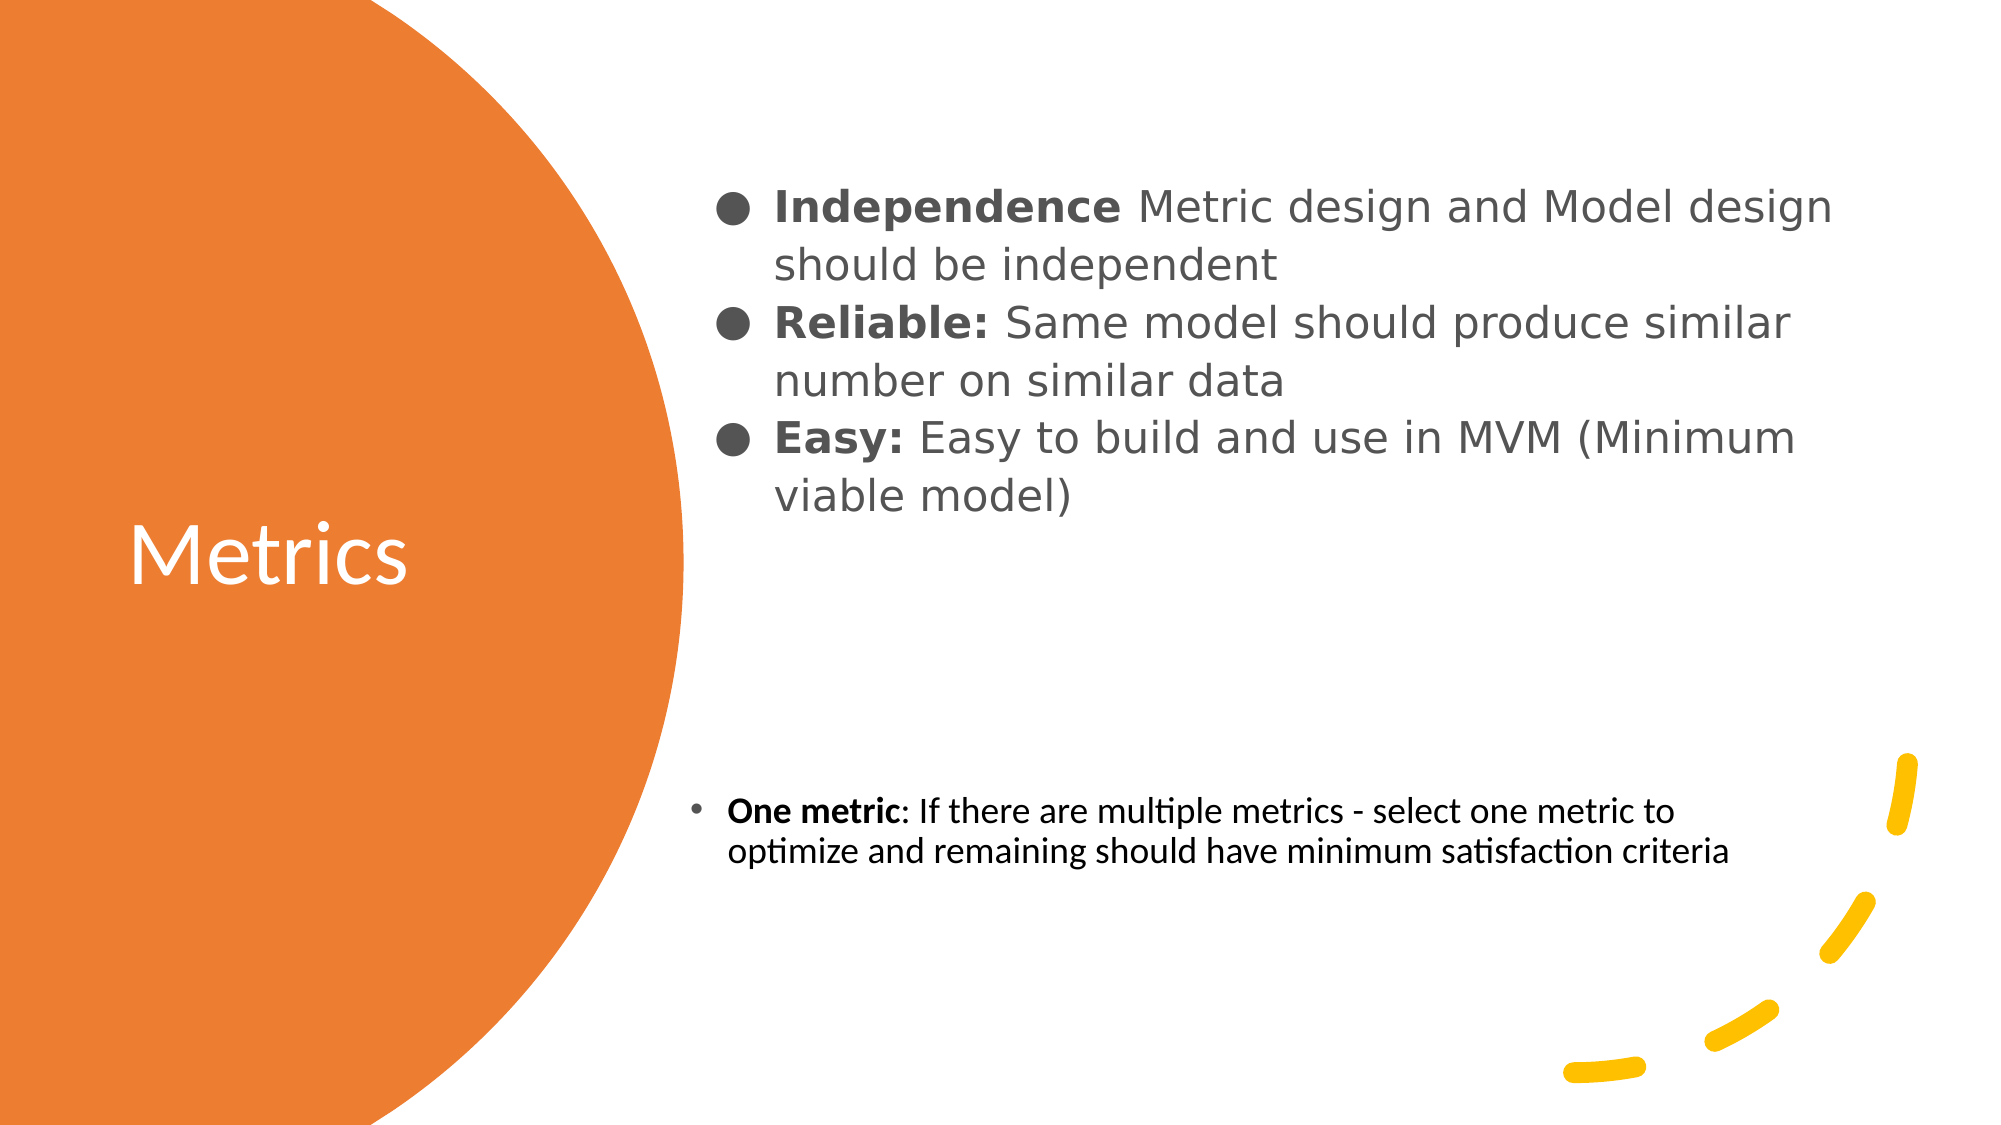 Metrics
● Independence Metric design and Model design
should be independent
● Reliable: Same model should produce similar
number on similar data
● Easy: Easy to build and use in MVM (Minimum
viable model)
• One metric: If there are multiple metrics - select one metric to
optimize and remaining should have minimum satisfaction criteria